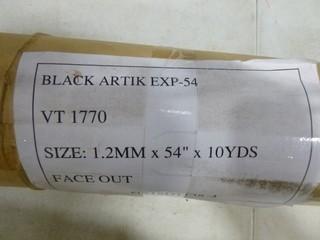 BLACK ARTIK EXP-54
VT 1770
SIZE: 1.2MM x 54" x 10YDS
FACE OUT